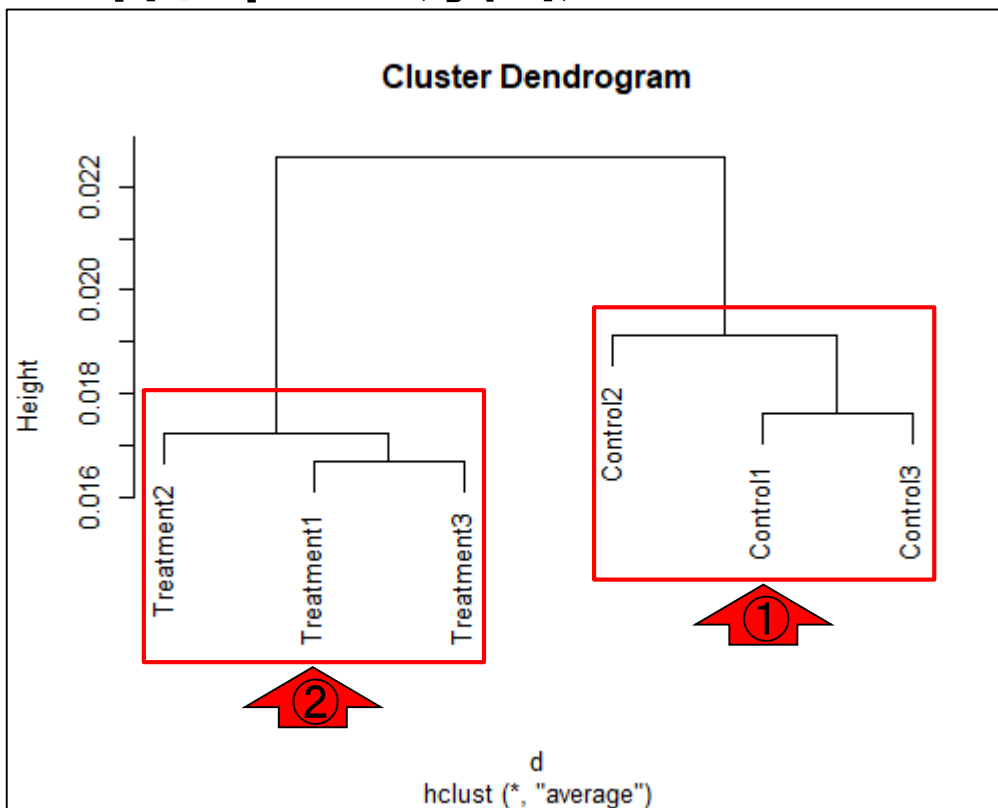 Cluster Dendrogram
Height
0.022
0.020
0.018
0.016
Treatment2
Treatment1
Treatment3
Control2
Control1
Control3
①
②
d
hclust (*, "average")